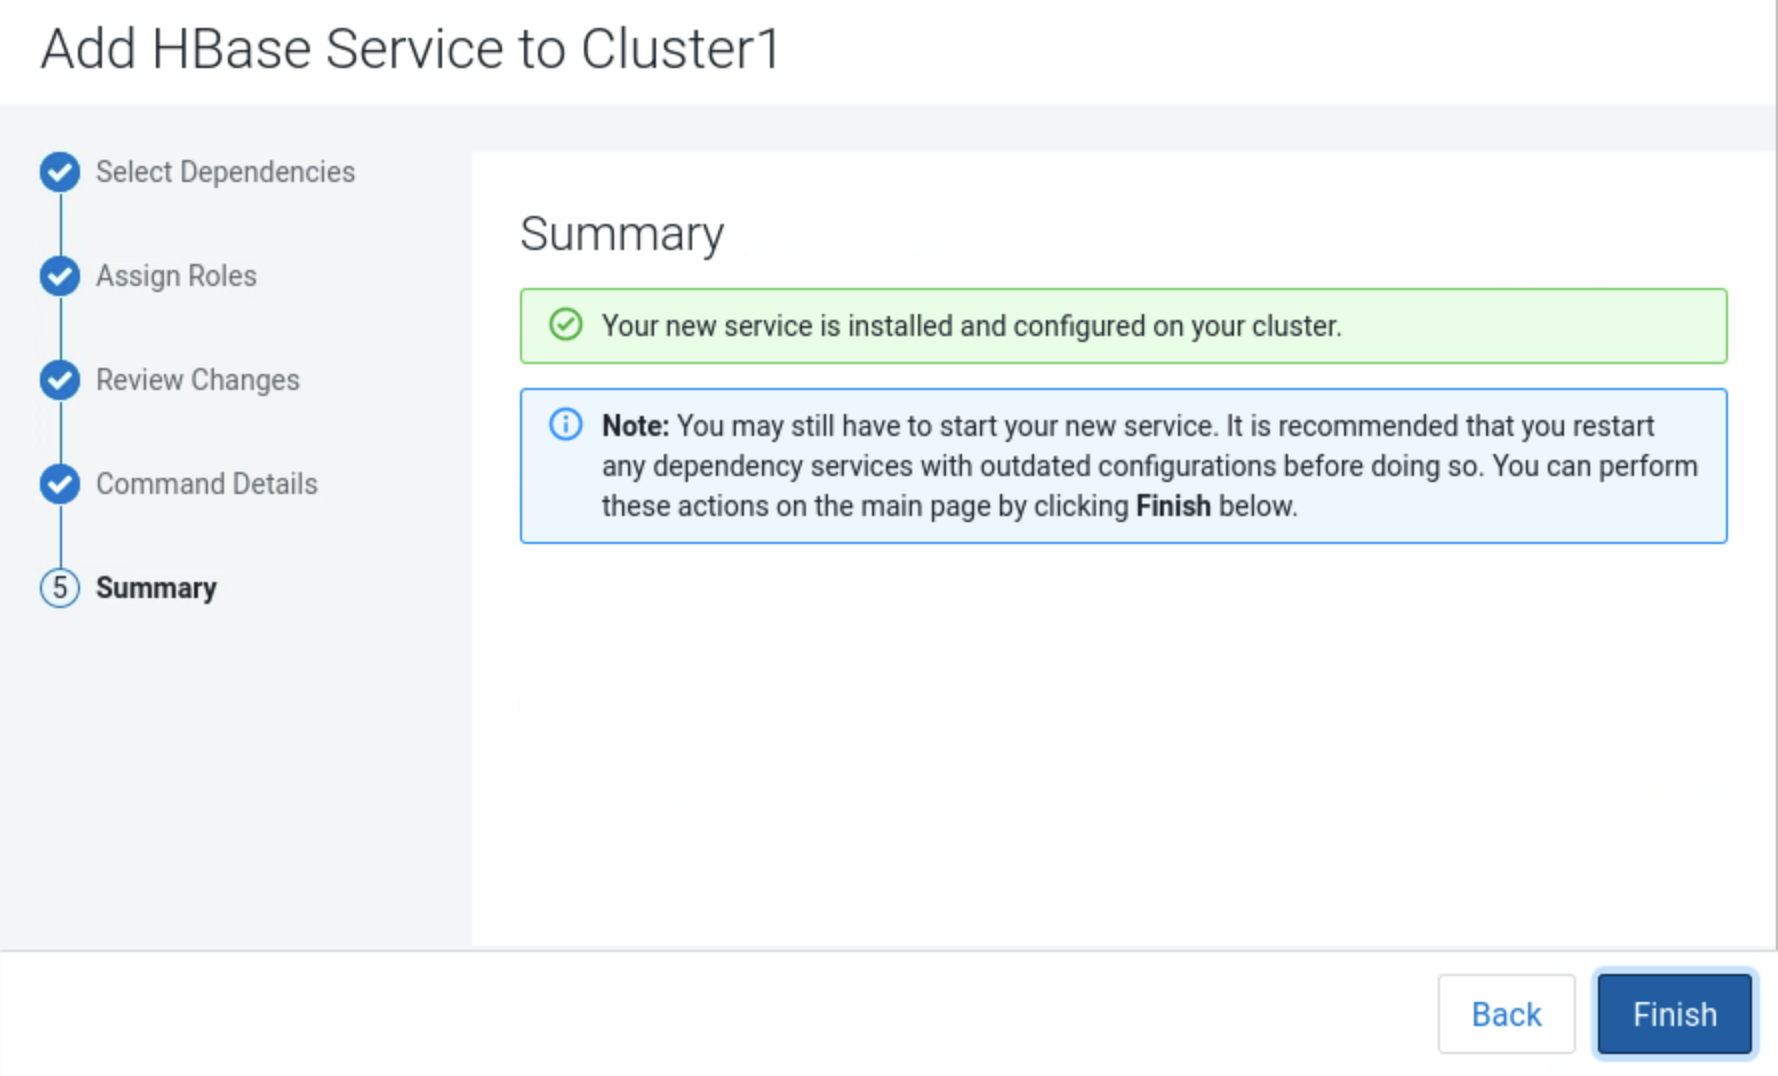 Add HBase Service to Cluster1
Select Dependencies
Assign Roles
Review Changes
Command Details
5 Summary
Summary
Your new service is installed and configured on your cluster.
Note: You may still have to start your new service. It is recommended that you restart
any dependency services with outdated configurations before doing so. You can perform
these actions on the main page by clicking Finish below.
Back
Finish